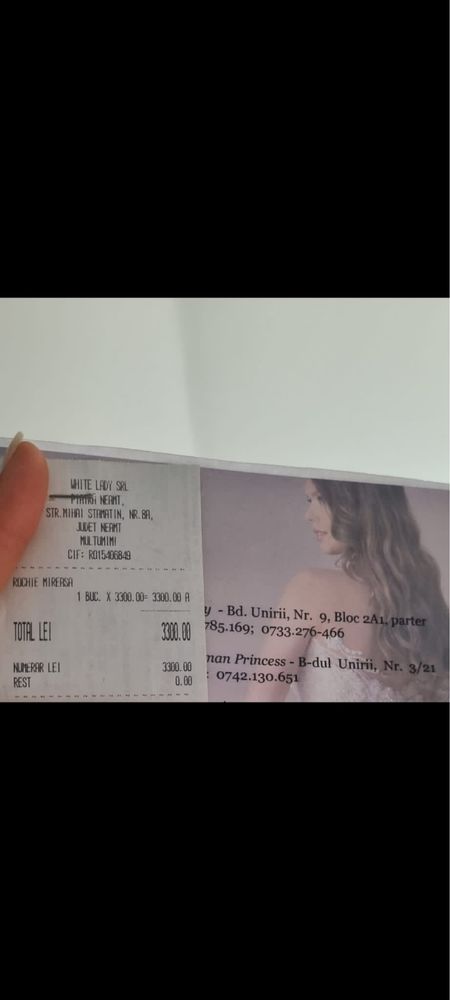 WHITE LADY SRL
PIATRA NEAMT,
STR.MIHAI STAMATIN, NR.8A,
JUDET NEAMT
MULTUMIM!
CIF: RO15406849
ROCHIE MIREASA
1 BUC. X 3300.00= 3300.00 A
TOTAL LEI 3300.00
NUMERAR LEI 3300.00
REST 0.00
y - Bd. Unirii, Nr. 9, Bloc 2A1, parter
785.169; 0733.276-466
man Princess - B-dul Unirii, Nr. 3/21
: 0742.130.651